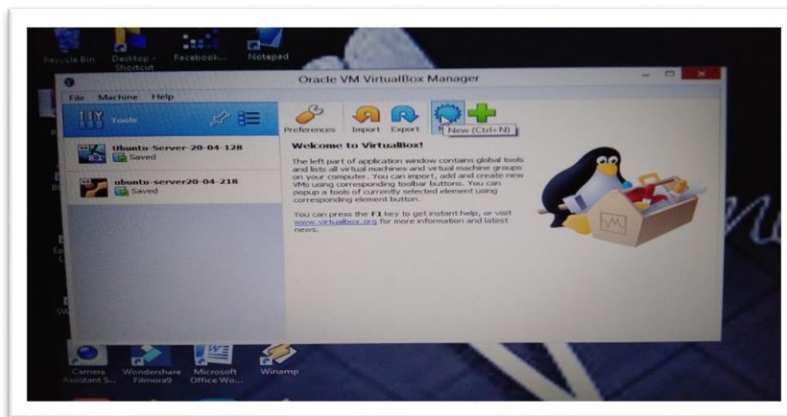 Recycle Bin
Desktop - Shortcut
Facebook...
Notepad
Oracle VM VirtualBox Manager
File Machine Help
Tools
Preferences Import Export
New (Ctrl+N)
Ubuntu-Server-20-04-128
Saved
ubuntu-server20-04-218
Saved
Welcome to VirtualBox!
The left part of application window contains global tools
and lists all virtual machines and virtual machine groups
on your computer. You can import, add and create new
VMs using corresponding toolbar buttons. You can
popup a tools of currently selected element using
corresponding element button.
You can press the F1 key to get instant help, or visit
www.virtualbox.org for more information and latest
news.
Camera
Assistant S...
Wondershare
Filmora9
Microsoft
Office Wo...
Winamp